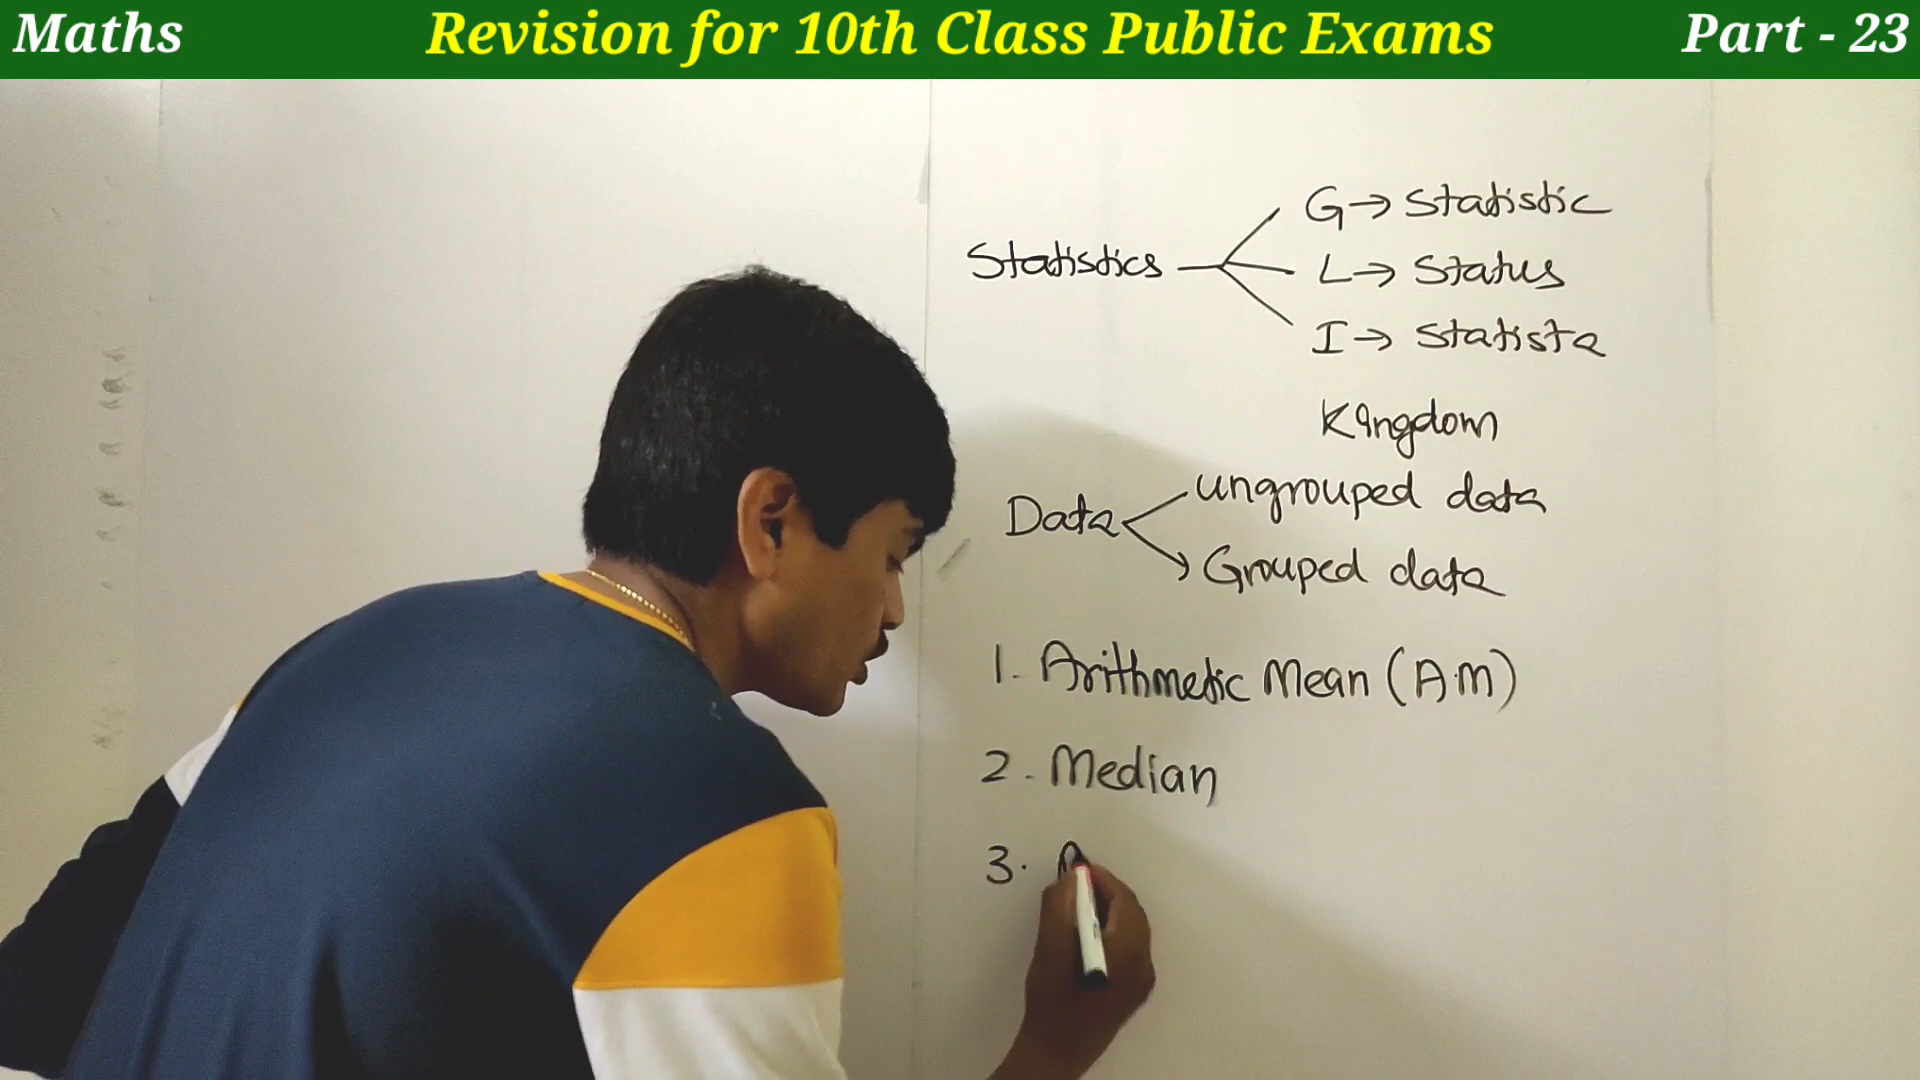 Maths Revision for 10th Class Public Exams Part - 23
Statistics
G → Statistic
L → Status
I → Statista
Kingdom
Data
ungrouped data
Grouped data
1. Arithmetic Mean (A.M)
2. Median
3.